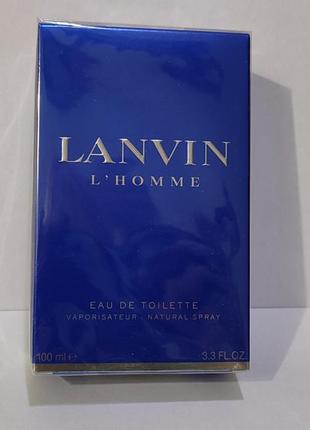 LANVIN
L'HOMME
EAU DE TOILETTE
VAPORISATEUR - NATURAL SPRAY
100 ml e 3.3 FL.OZ